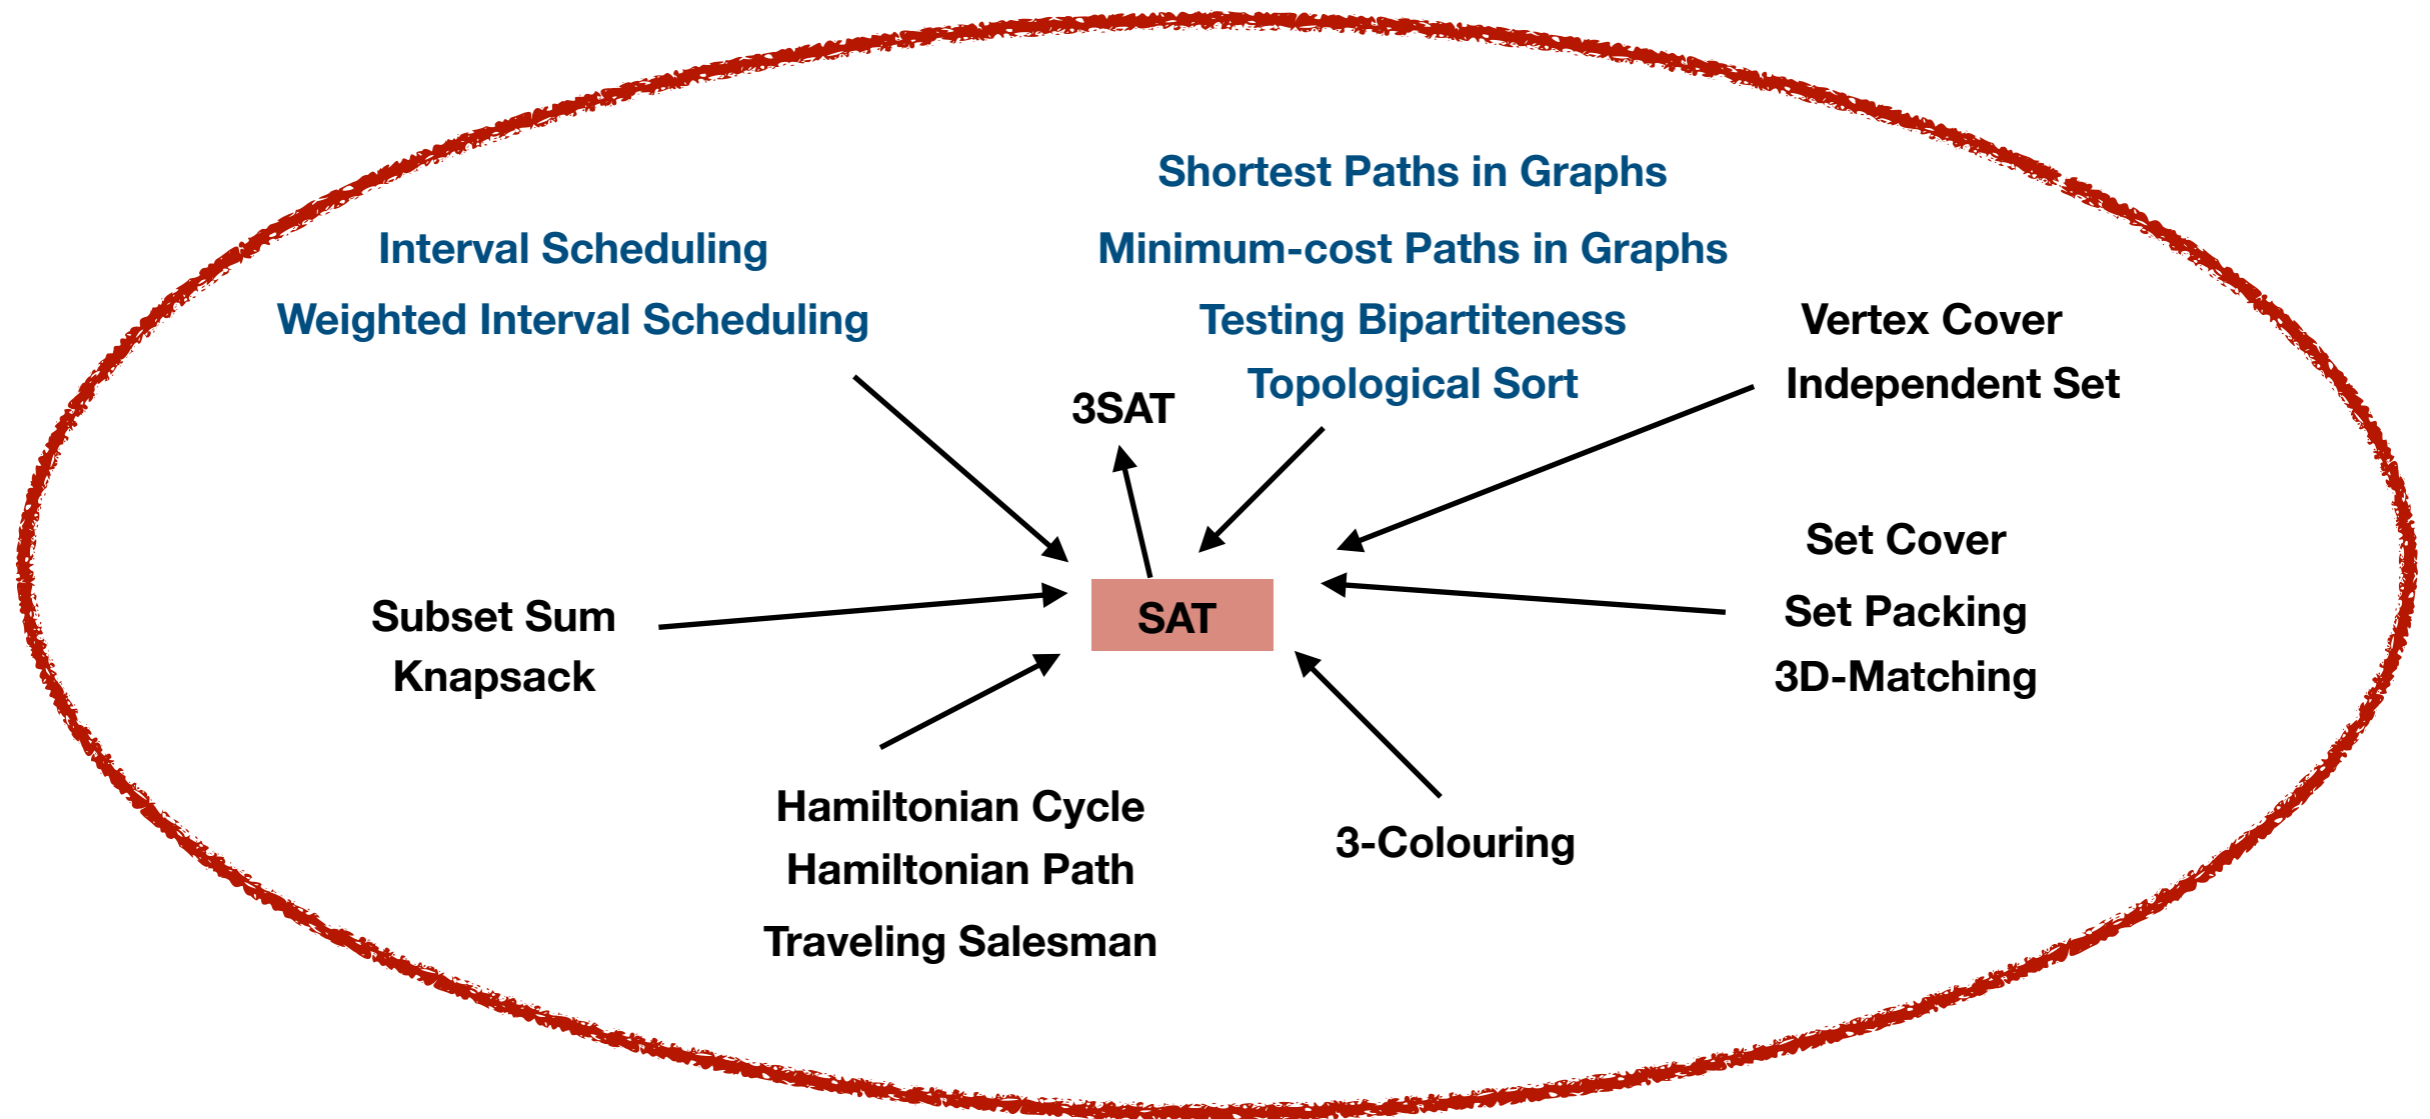 Shortest Paths in Graphs
Interval Scheduling
Minimum-cost Paths in Graphs
Weighted Interval Scheduling
Testing Bipartiteness
Vertex Cover
Topological Sort
Independent Set
3SAT
Set Cover
Subset Sum
SAT
Set Packing
Knapsack
3D-Matching
Hamiltonian Cycle
3-Colouring
Hamiltonian Path
Traveling Salesman